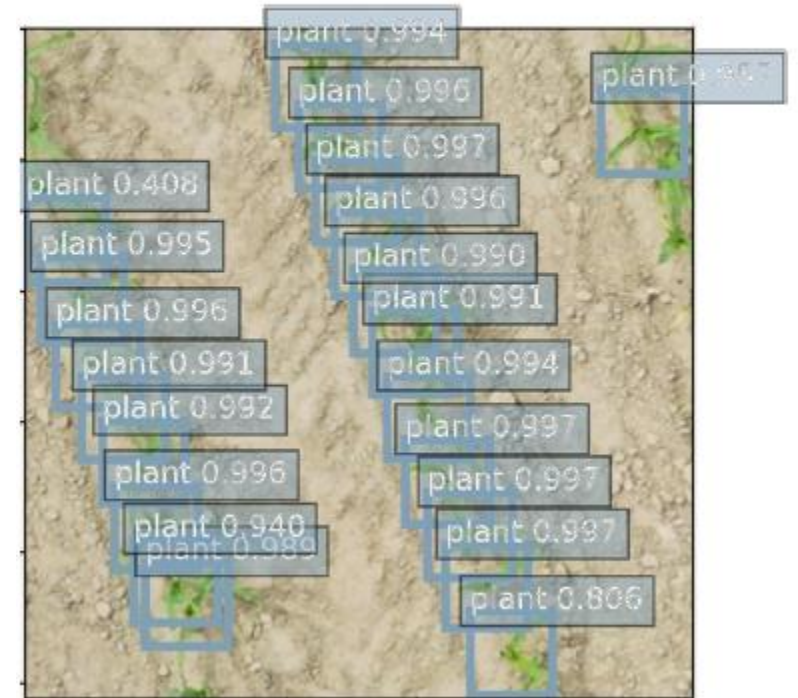 plant 0.994
plant 0.996
plant 0.997
plant 0.996
plant 0.990
plant 0.991
plant 0.994
plant 0.997
plant 0.997
plant 0.997
plant 0.806
plant
plant 0.408
plant 0.995
plant 0.996
plant 0.991
plant 0.992
plant 0.996
plant 0.940
plant 0.989